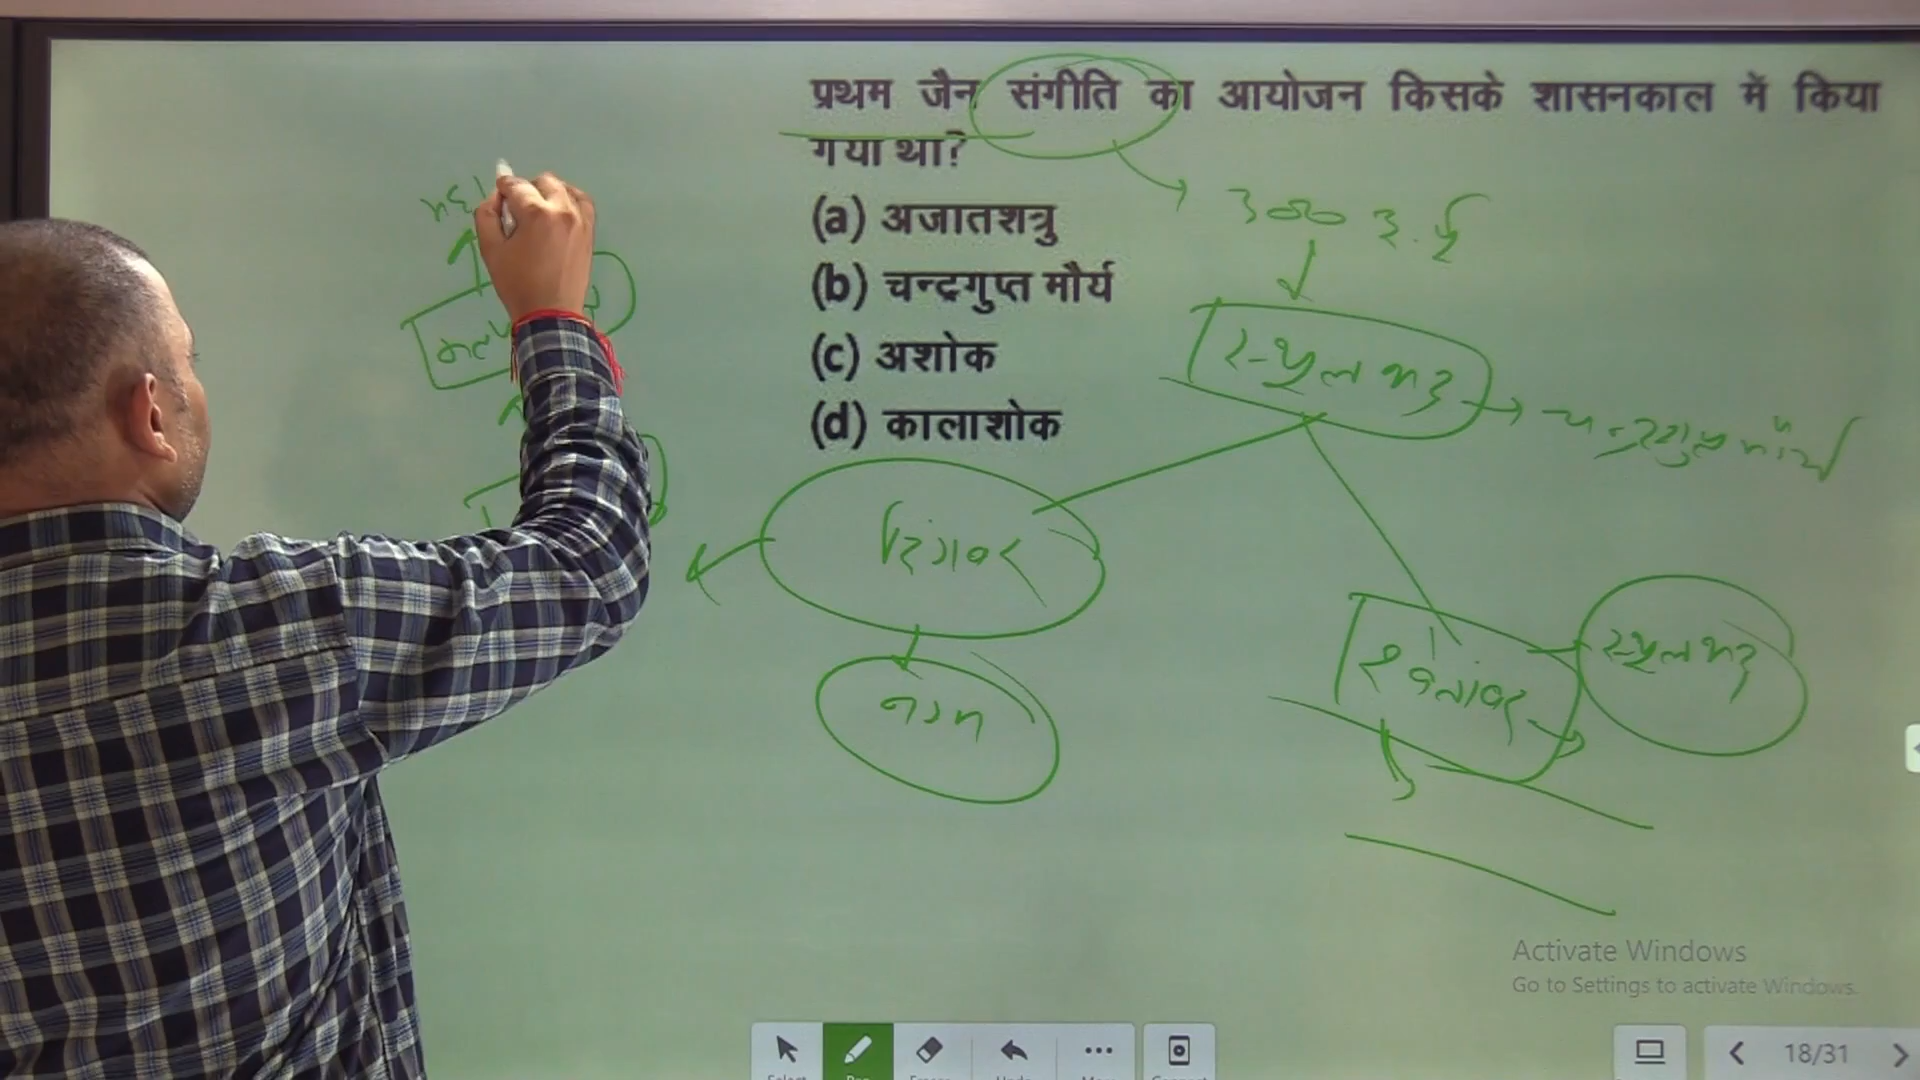 प्रथम जैन संगीति का आयोजन किसके शासनकाल में किया
गया था?
(a) अजातशत्रु
(b) चन्द्रगुप्त मौर्य
(c) अशोक
(d) कालाशोक
300 ई.पू
स्थूलभद्र
चन्द्रगुप्त मौर्य
दिगम्बर
नग्न
श्वेताम्बर
स्थूलभद्र
Activate Windows
Go to Settings to activate Windows.
18/31